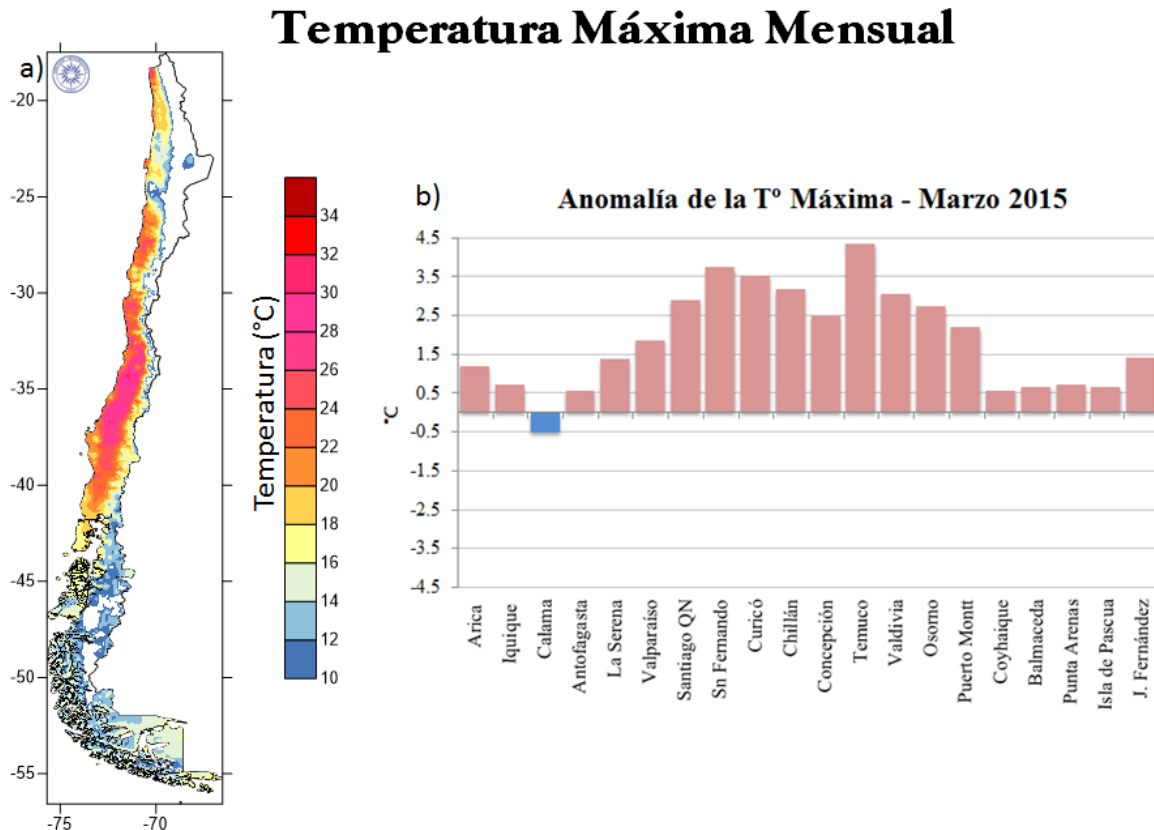 Temperatura Máxima Mensual
a)
-20
-25
-30
-35
-40
-45
-50
-55
-75
-70
Temperatura (°C)
34
32
30
28
26
24
22
20
18
16
14
12
10
b)
Anomalía de la Tº Máxima - Marzo 2015
°C
4.5
3.5
2.5
1.5
0.5
-0.5
-1.5
-2.5
-3.5
-4.5
Arica
Iquique
Calama
Antofagasta
La Serena
Valparaíso
Santiago QN
Sn Fernando
Curicó
Chillán
Concepción
Temuco
Valdivia
Osorno
Puerto Montt
Coyhaique
Balmaceda
Punta Arenas
Isla de Pascua
J. Fernández